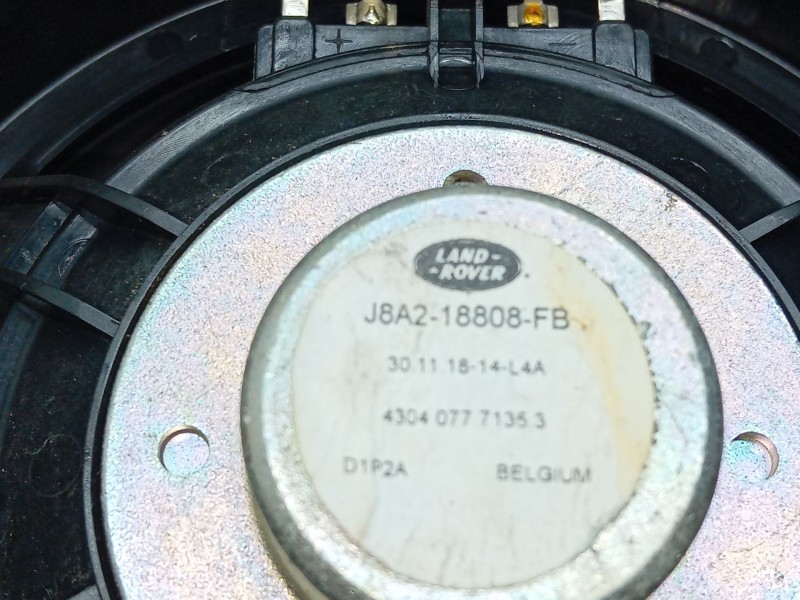 + -
LAND-
-ROVER
J8A2-18808-FB
30.11.18-14-L4A
4304 077 7135.3
D1P2A BELGIUM